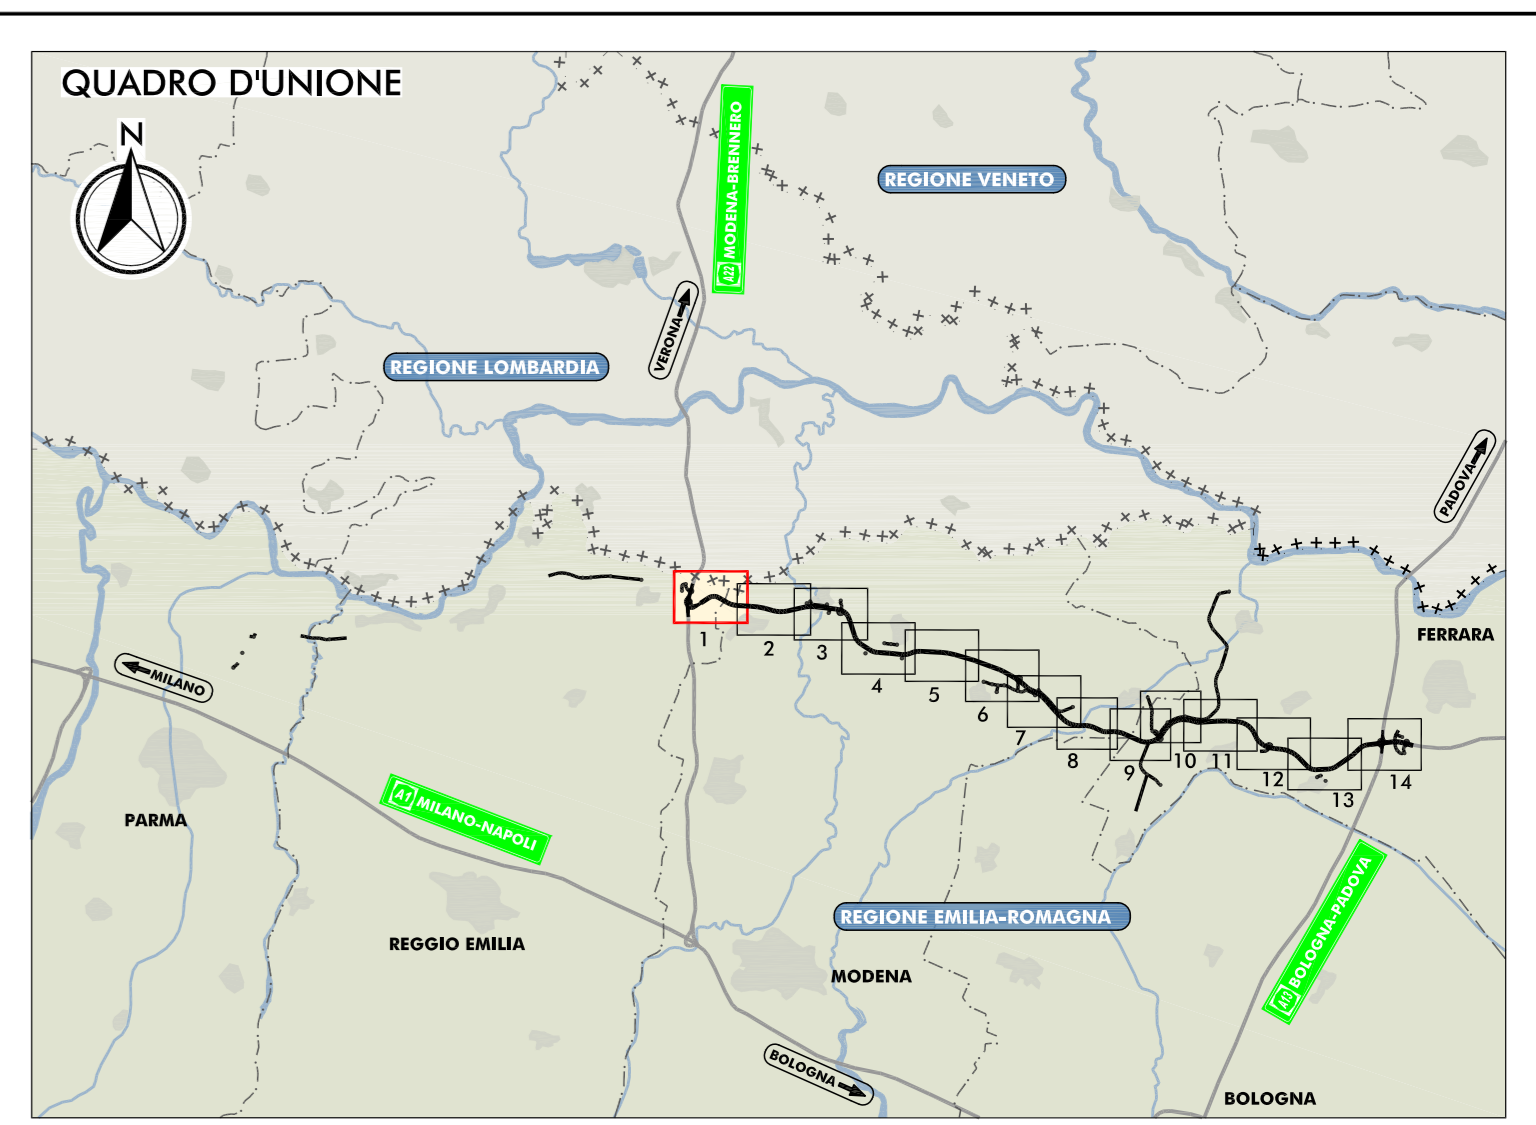 QUADRO D'UNIONE
N
A22 MODENA-BRENNERO
REGIONE VENETO
VERONA
REGIONE LOMBARDIA
PADOVA
FERRARA
MILANO
1
2
3
4
5
6
7
8
9
10
11
12
13
14
PARMA
A1 MILANO-NAPOLI
REGIONE EMILIA-ROMAGNA
A13 BOLOGNA-PADOVA
REGGIO EMILIA
MODENA
BOLOGNA
BOLOGNA